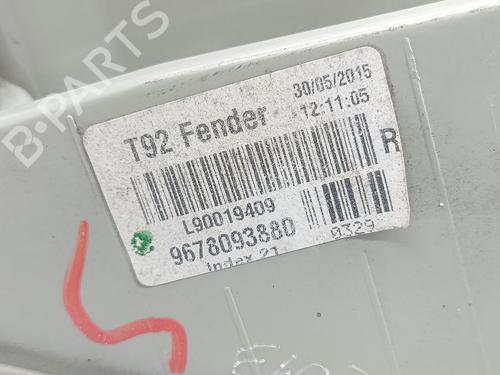 B-PARTS
T92 Fender
30/05/2015
12:11:05
R
L90019409
9678093880
0329
Index 21